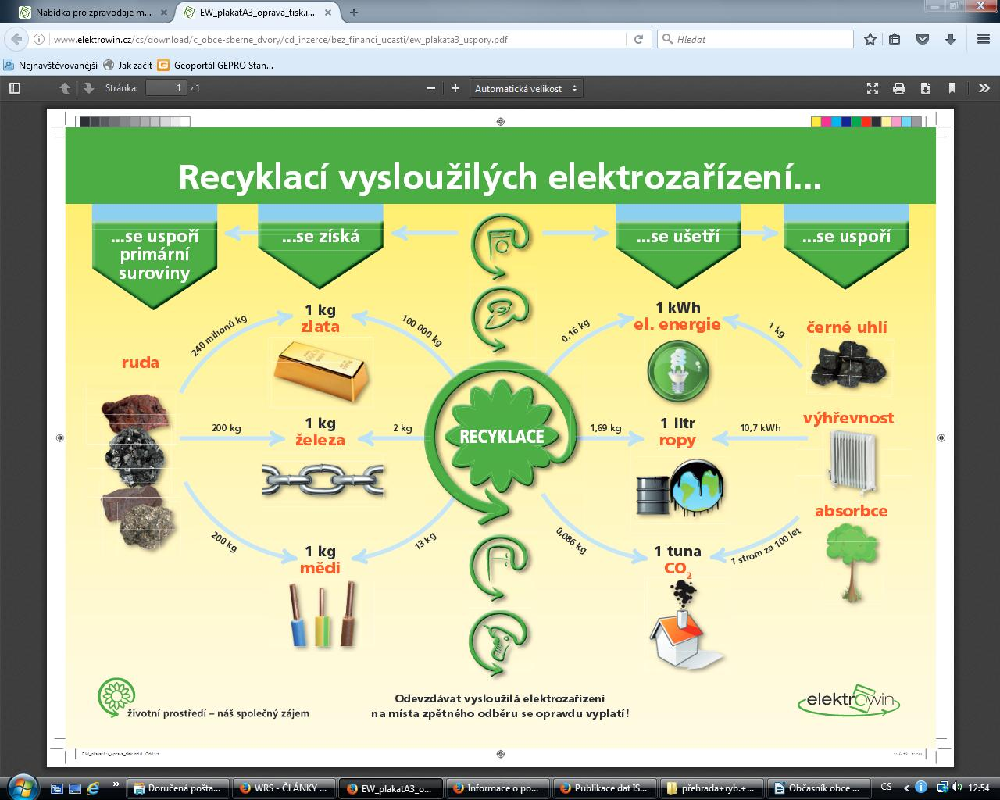 Nabídka pro zpravodaje m...
EW_plakatA3_oprava_tisk.i...
www.elektrowin.cz/cs/download/c_obce-sberne_dvory/cd_inzerce/bez_financi_ucasti/ew_plakata3_uspory.pdf
Hledat
Nejnavštěvovanější
Jak začít
Geoportál GEPRO Stan...
Stránka:
1
z 1
Automatická velikost
Recyklací vysloužilých elektrozařízení...
...se uspoří
primární
suroviny
...se získá
...se ušetří
...se uspoří
240 milionů kg
1 kg
zlata
100 000 kg
0,16 kg
1 kWh
el. energie
1 kg
černé uhlí
ruda
200 kg
1 kg
železa
2 kg
RECYKLACE
1,69 kg
1 litr
ropy
10,7 kWh
výhřevnost
absorbce
200 kg
1 kg
mědi
13 kg
0,086 kg
1 tuna
CO2
1 strom za 100 let
životní prostředí – náš společný zájem
Odevzdávat vysloužilá elektrozařízení
na místa zpětného odběru se opravdu vyplatí!
elektrowin
Doručená pošta...
WRS - ČLÁNKY ...
EW_plakatA3_o...
Informace o po...
Publikace dat IS...
přehrada+ryb.+...
Občasník obce ...
CS
12:54